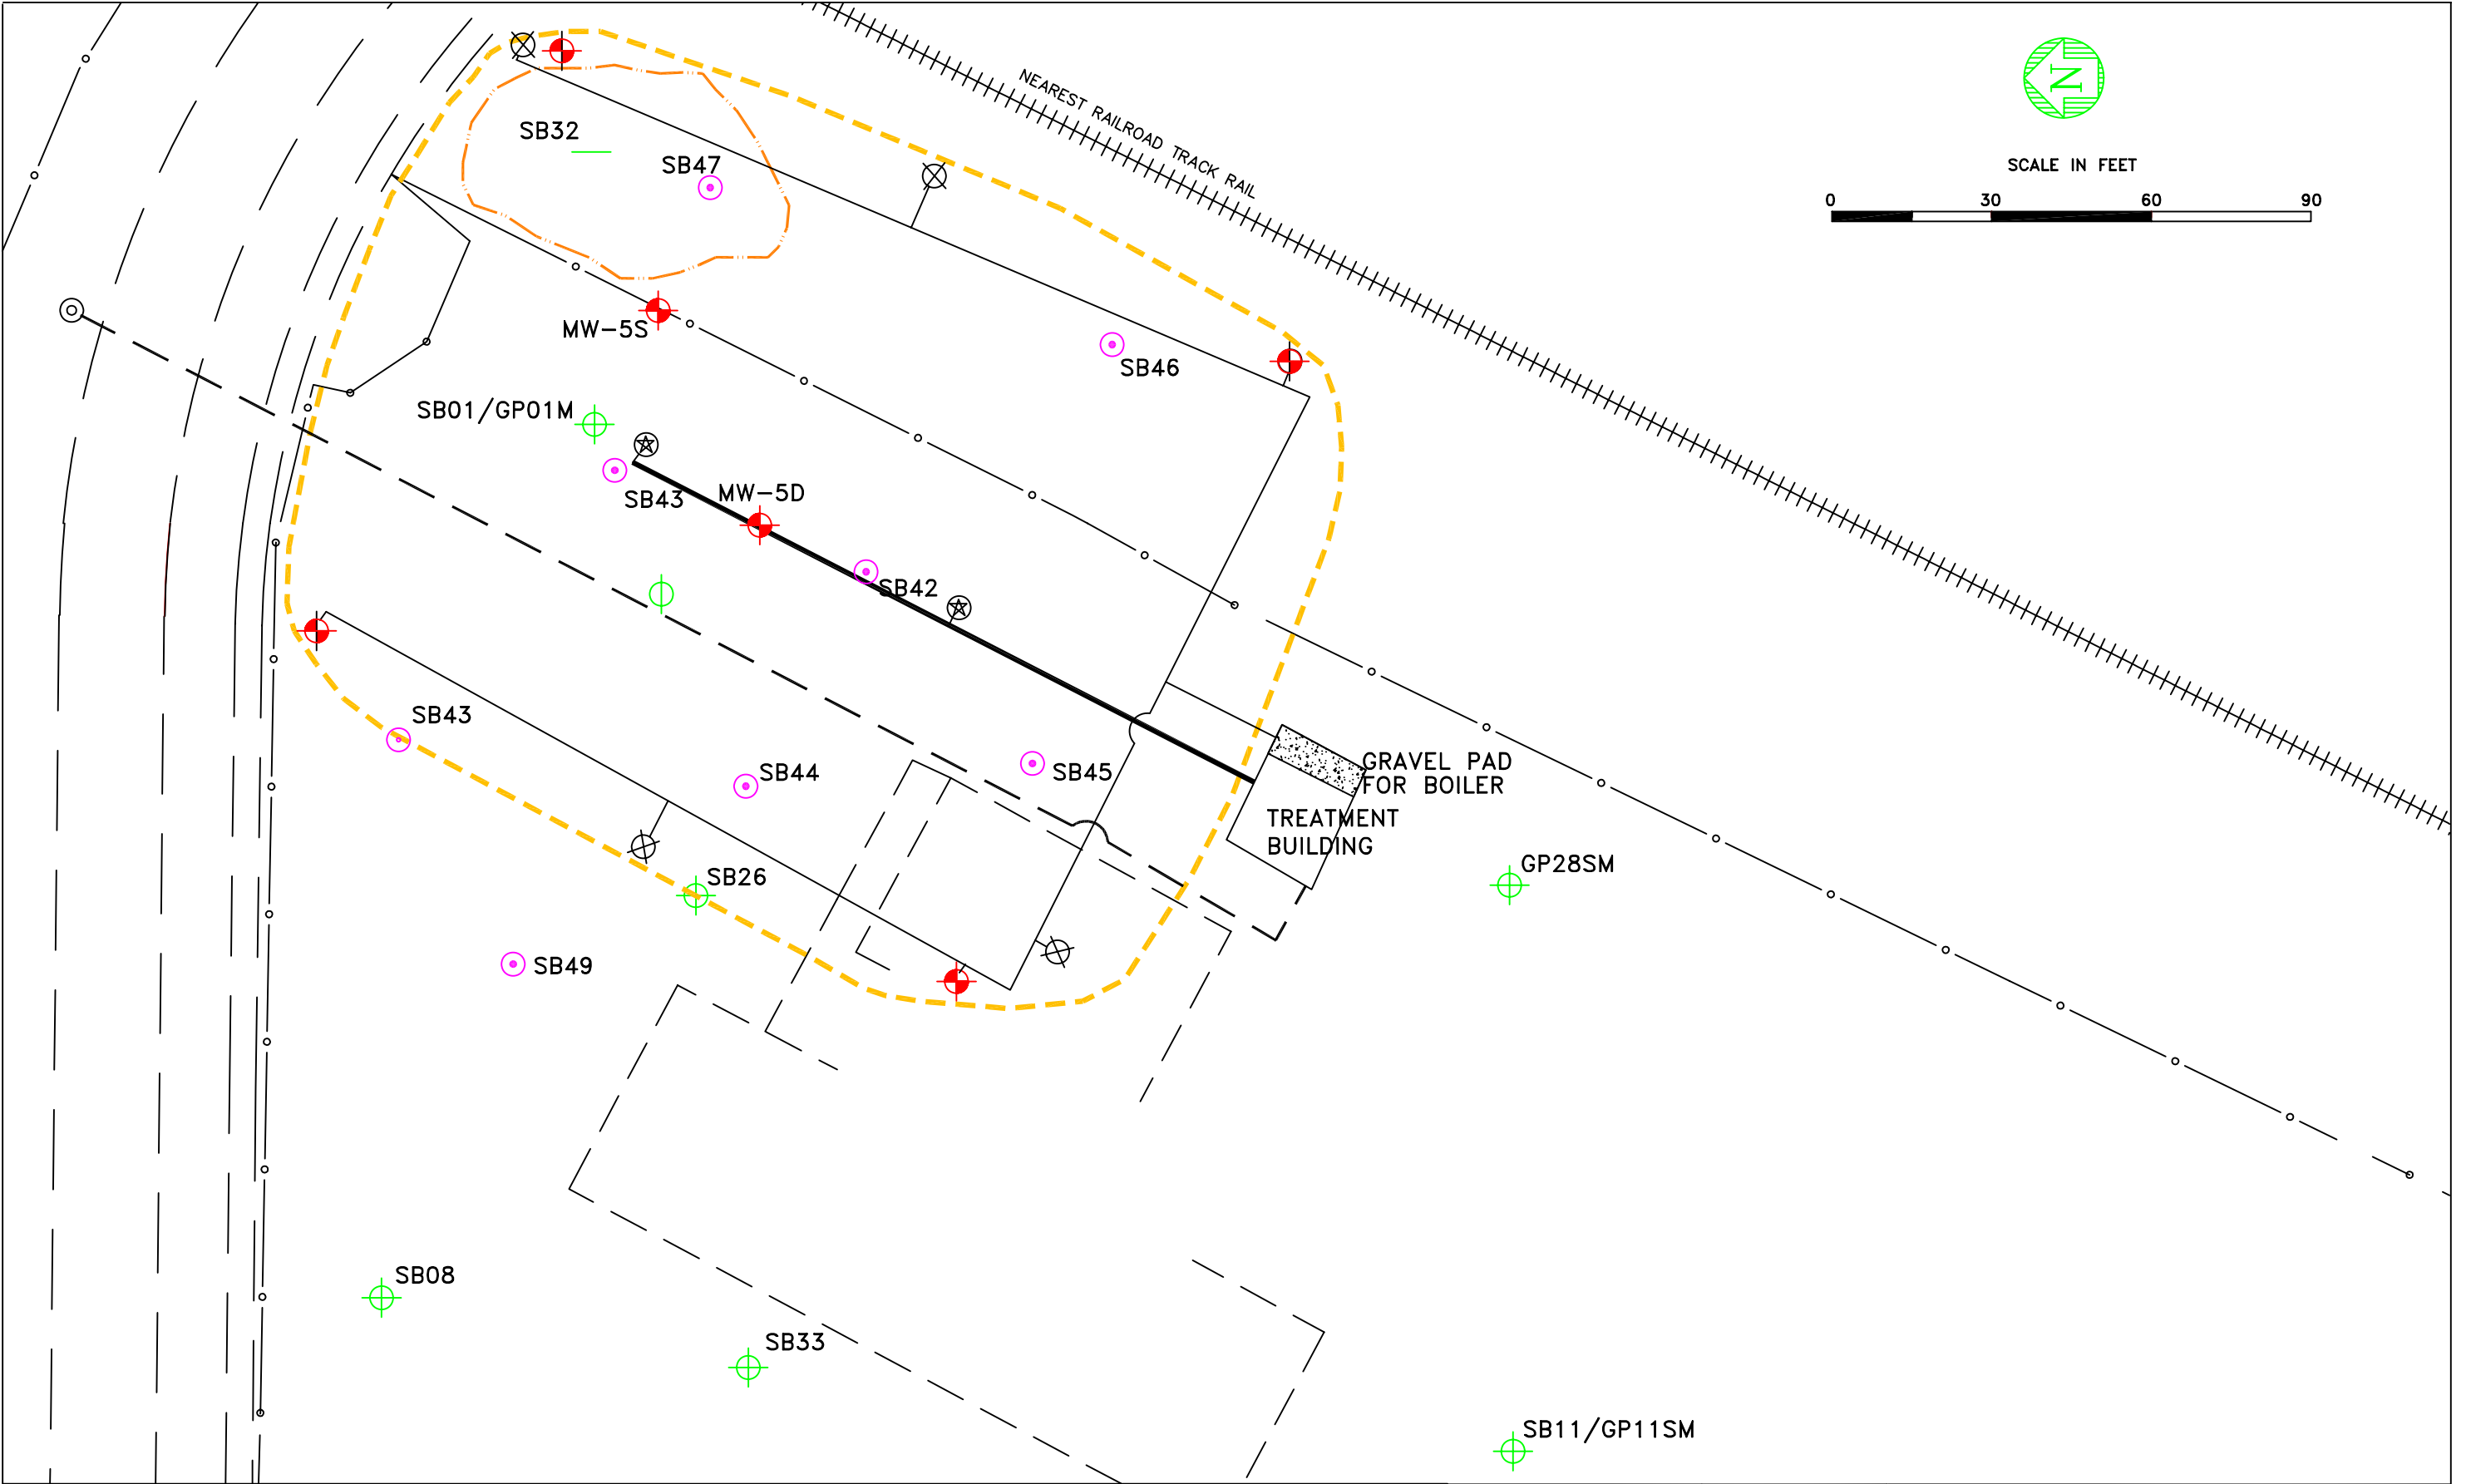 N
NEAREST RAILROAD TRACK RAIL
SCALE IN FEET
0 30 60 90
SB32
SB47
MW-5S
SB46
SB01/GP01M
SB43
MW-5D
SB42
SB43
SB44
SB45
GRAVEL PAD
FOR BOILER
TREATMENT
BUILDING
GP28SM
SB26
SB49
SB08
SB33
SB11/GP11SM